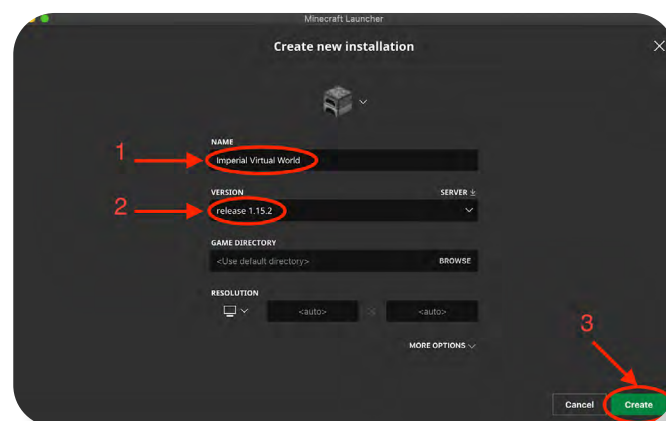 Minecraft Launcher
Create new installation
NAME
1 Imperial Virtual World
VERSION SERVER
2 release 1.15.2
GAME DIRECTORY
<Use default directory> BROWSE
RESOLUTION
<auto> <auto>
3
MORE OPTIONS
Cancel Create